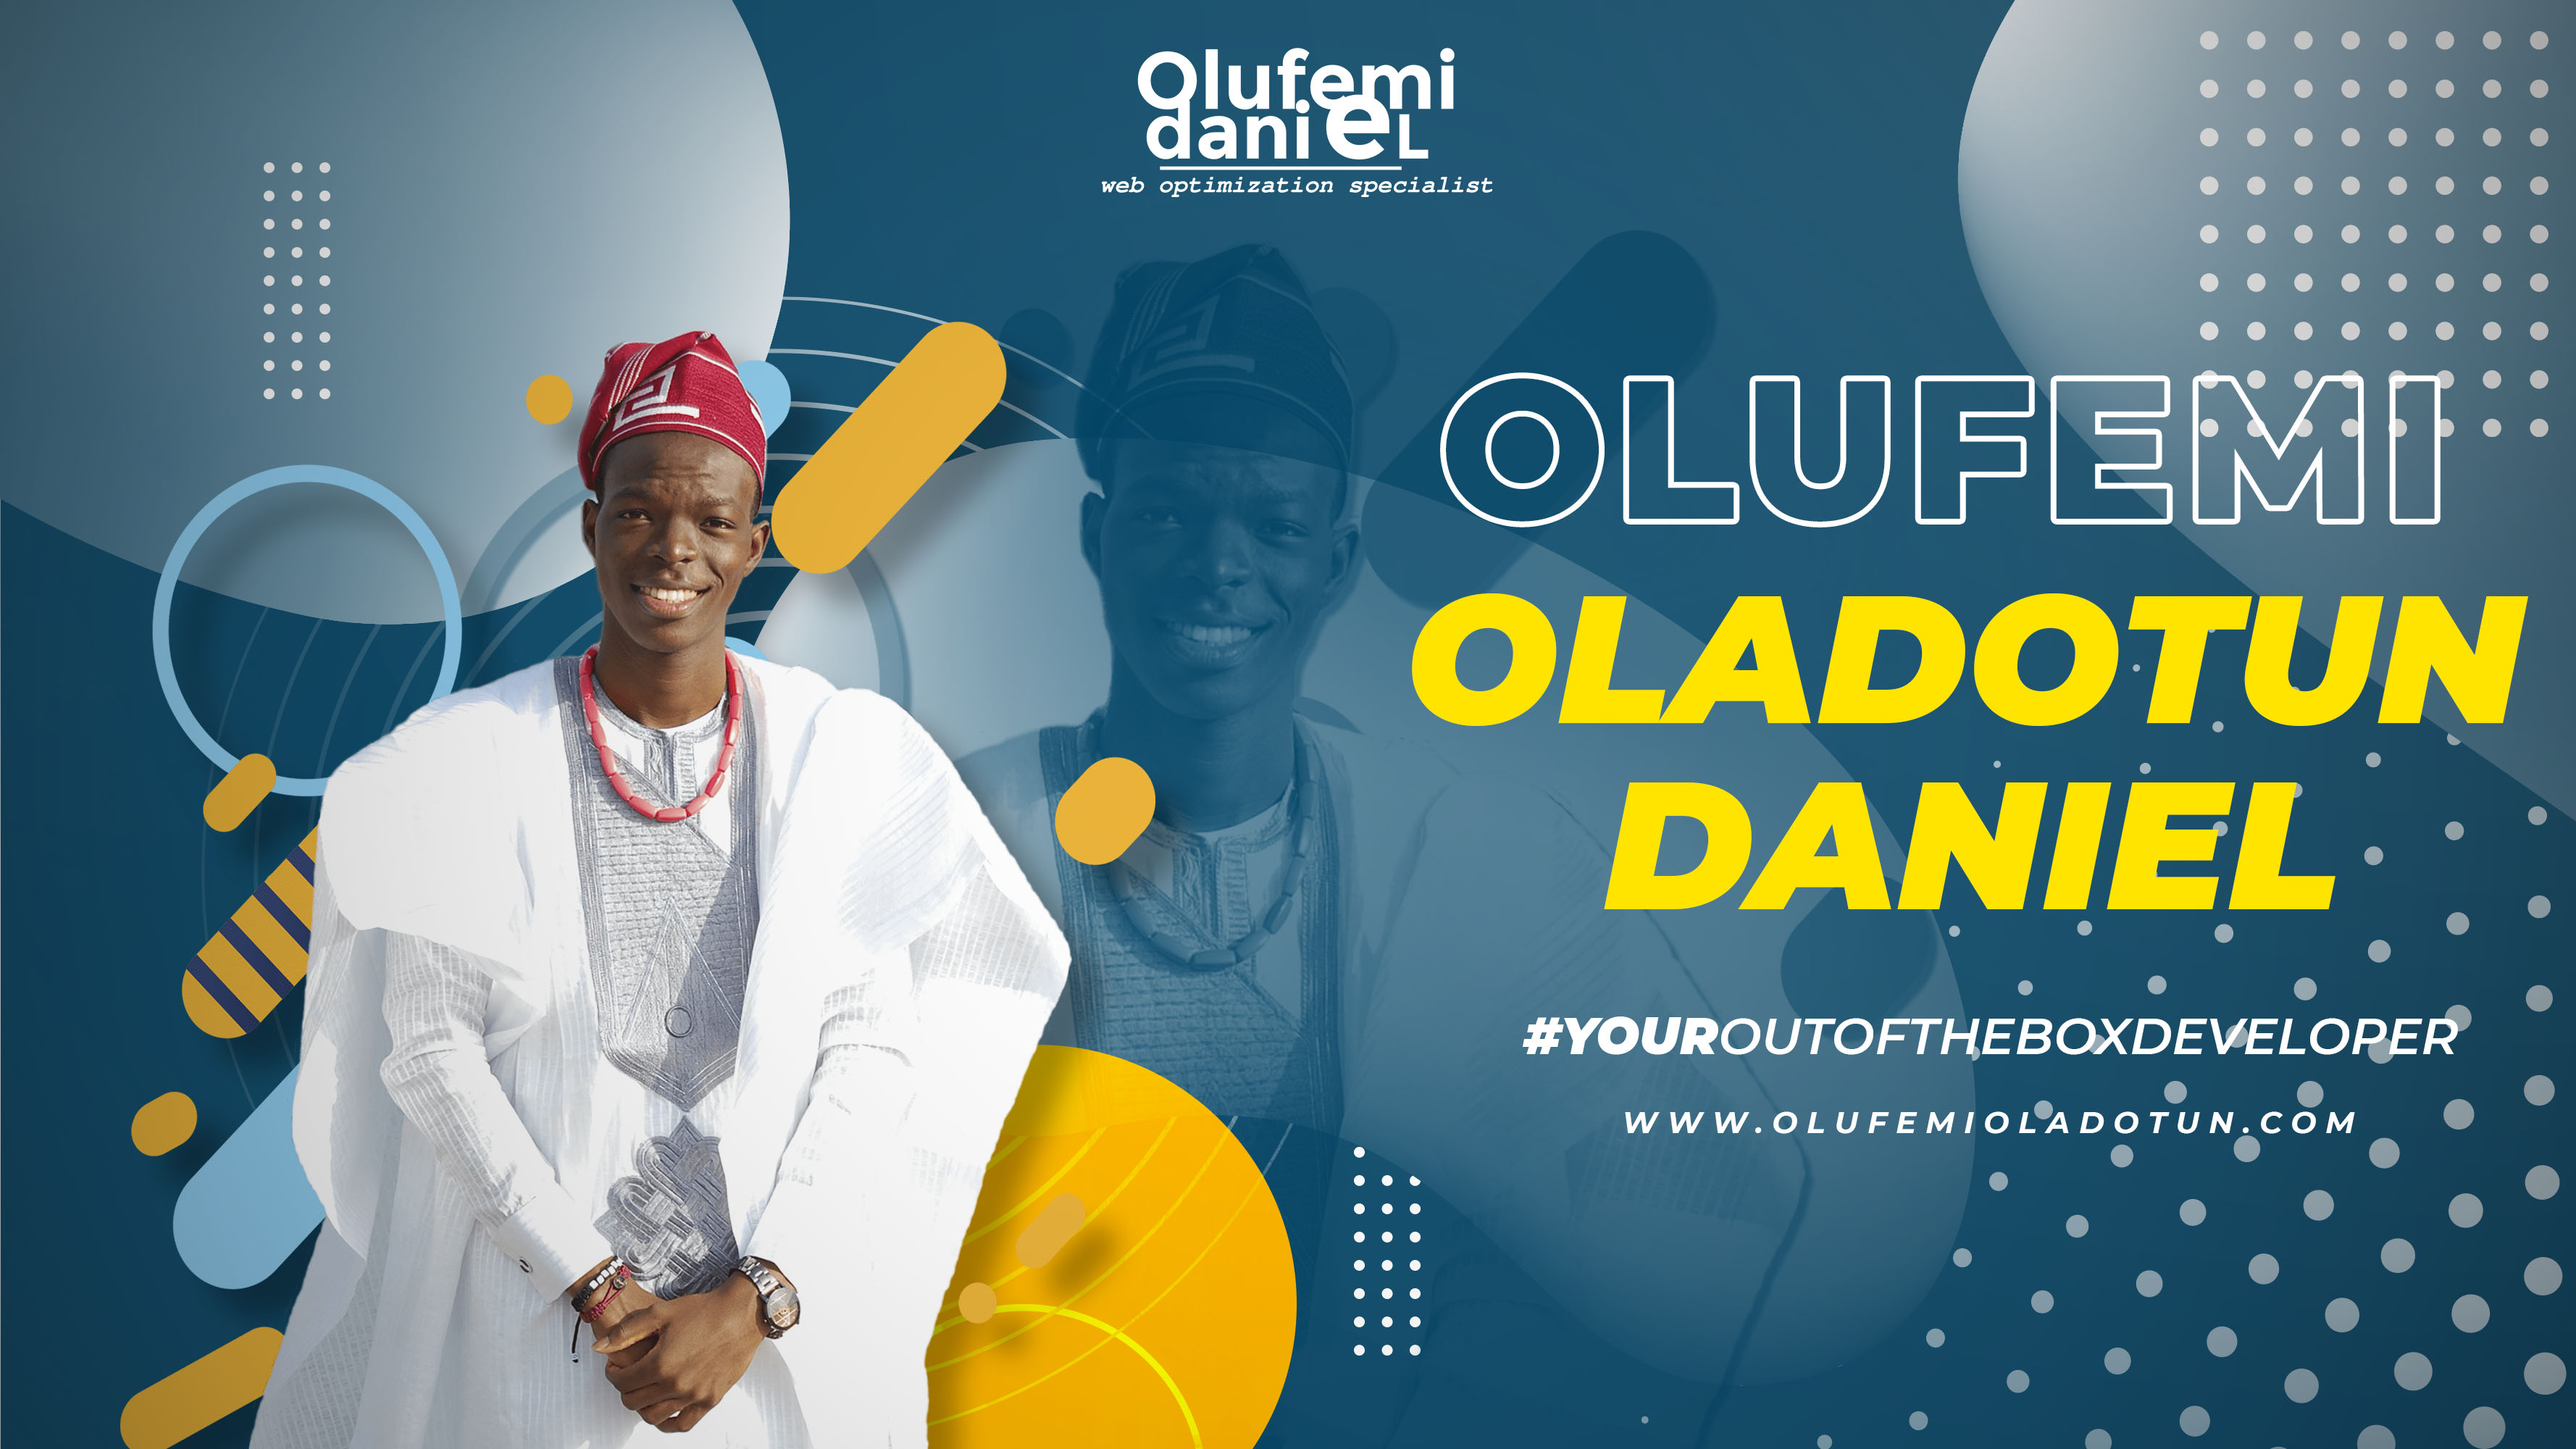 Olufemi
danieL
web optimization specialist
OLUFEMI
OLADOTUN
DANIEL
#YOUROUTOFTHEBOXDEVELOPER
WWW.OLUFEMIOLADOTUN.COM